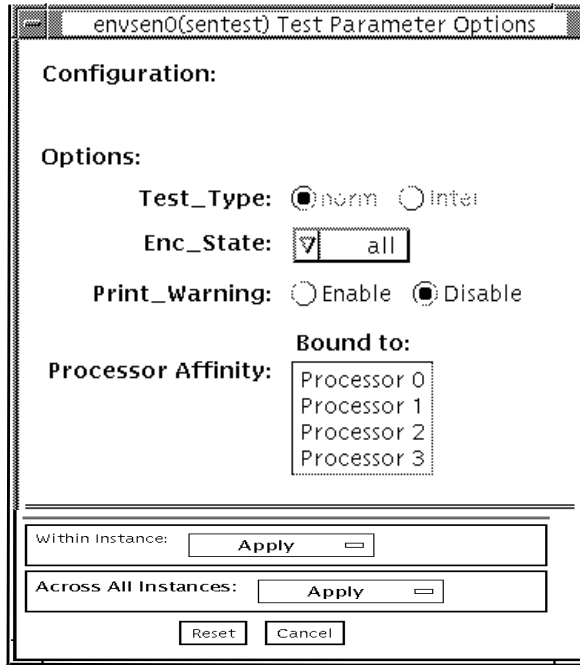 envsen0(sentest) Test Parameter Options
Configuration:
Options:
Test_Type: norm inter
Enc_State: all
Print_Warning: Enable Disable
Bound to:
Processor Affinity:
Processor 0
Processor 1
Processor 2
Processor 3
Within Instance: Apply
Across All Instances: Apply
Reset Cancel